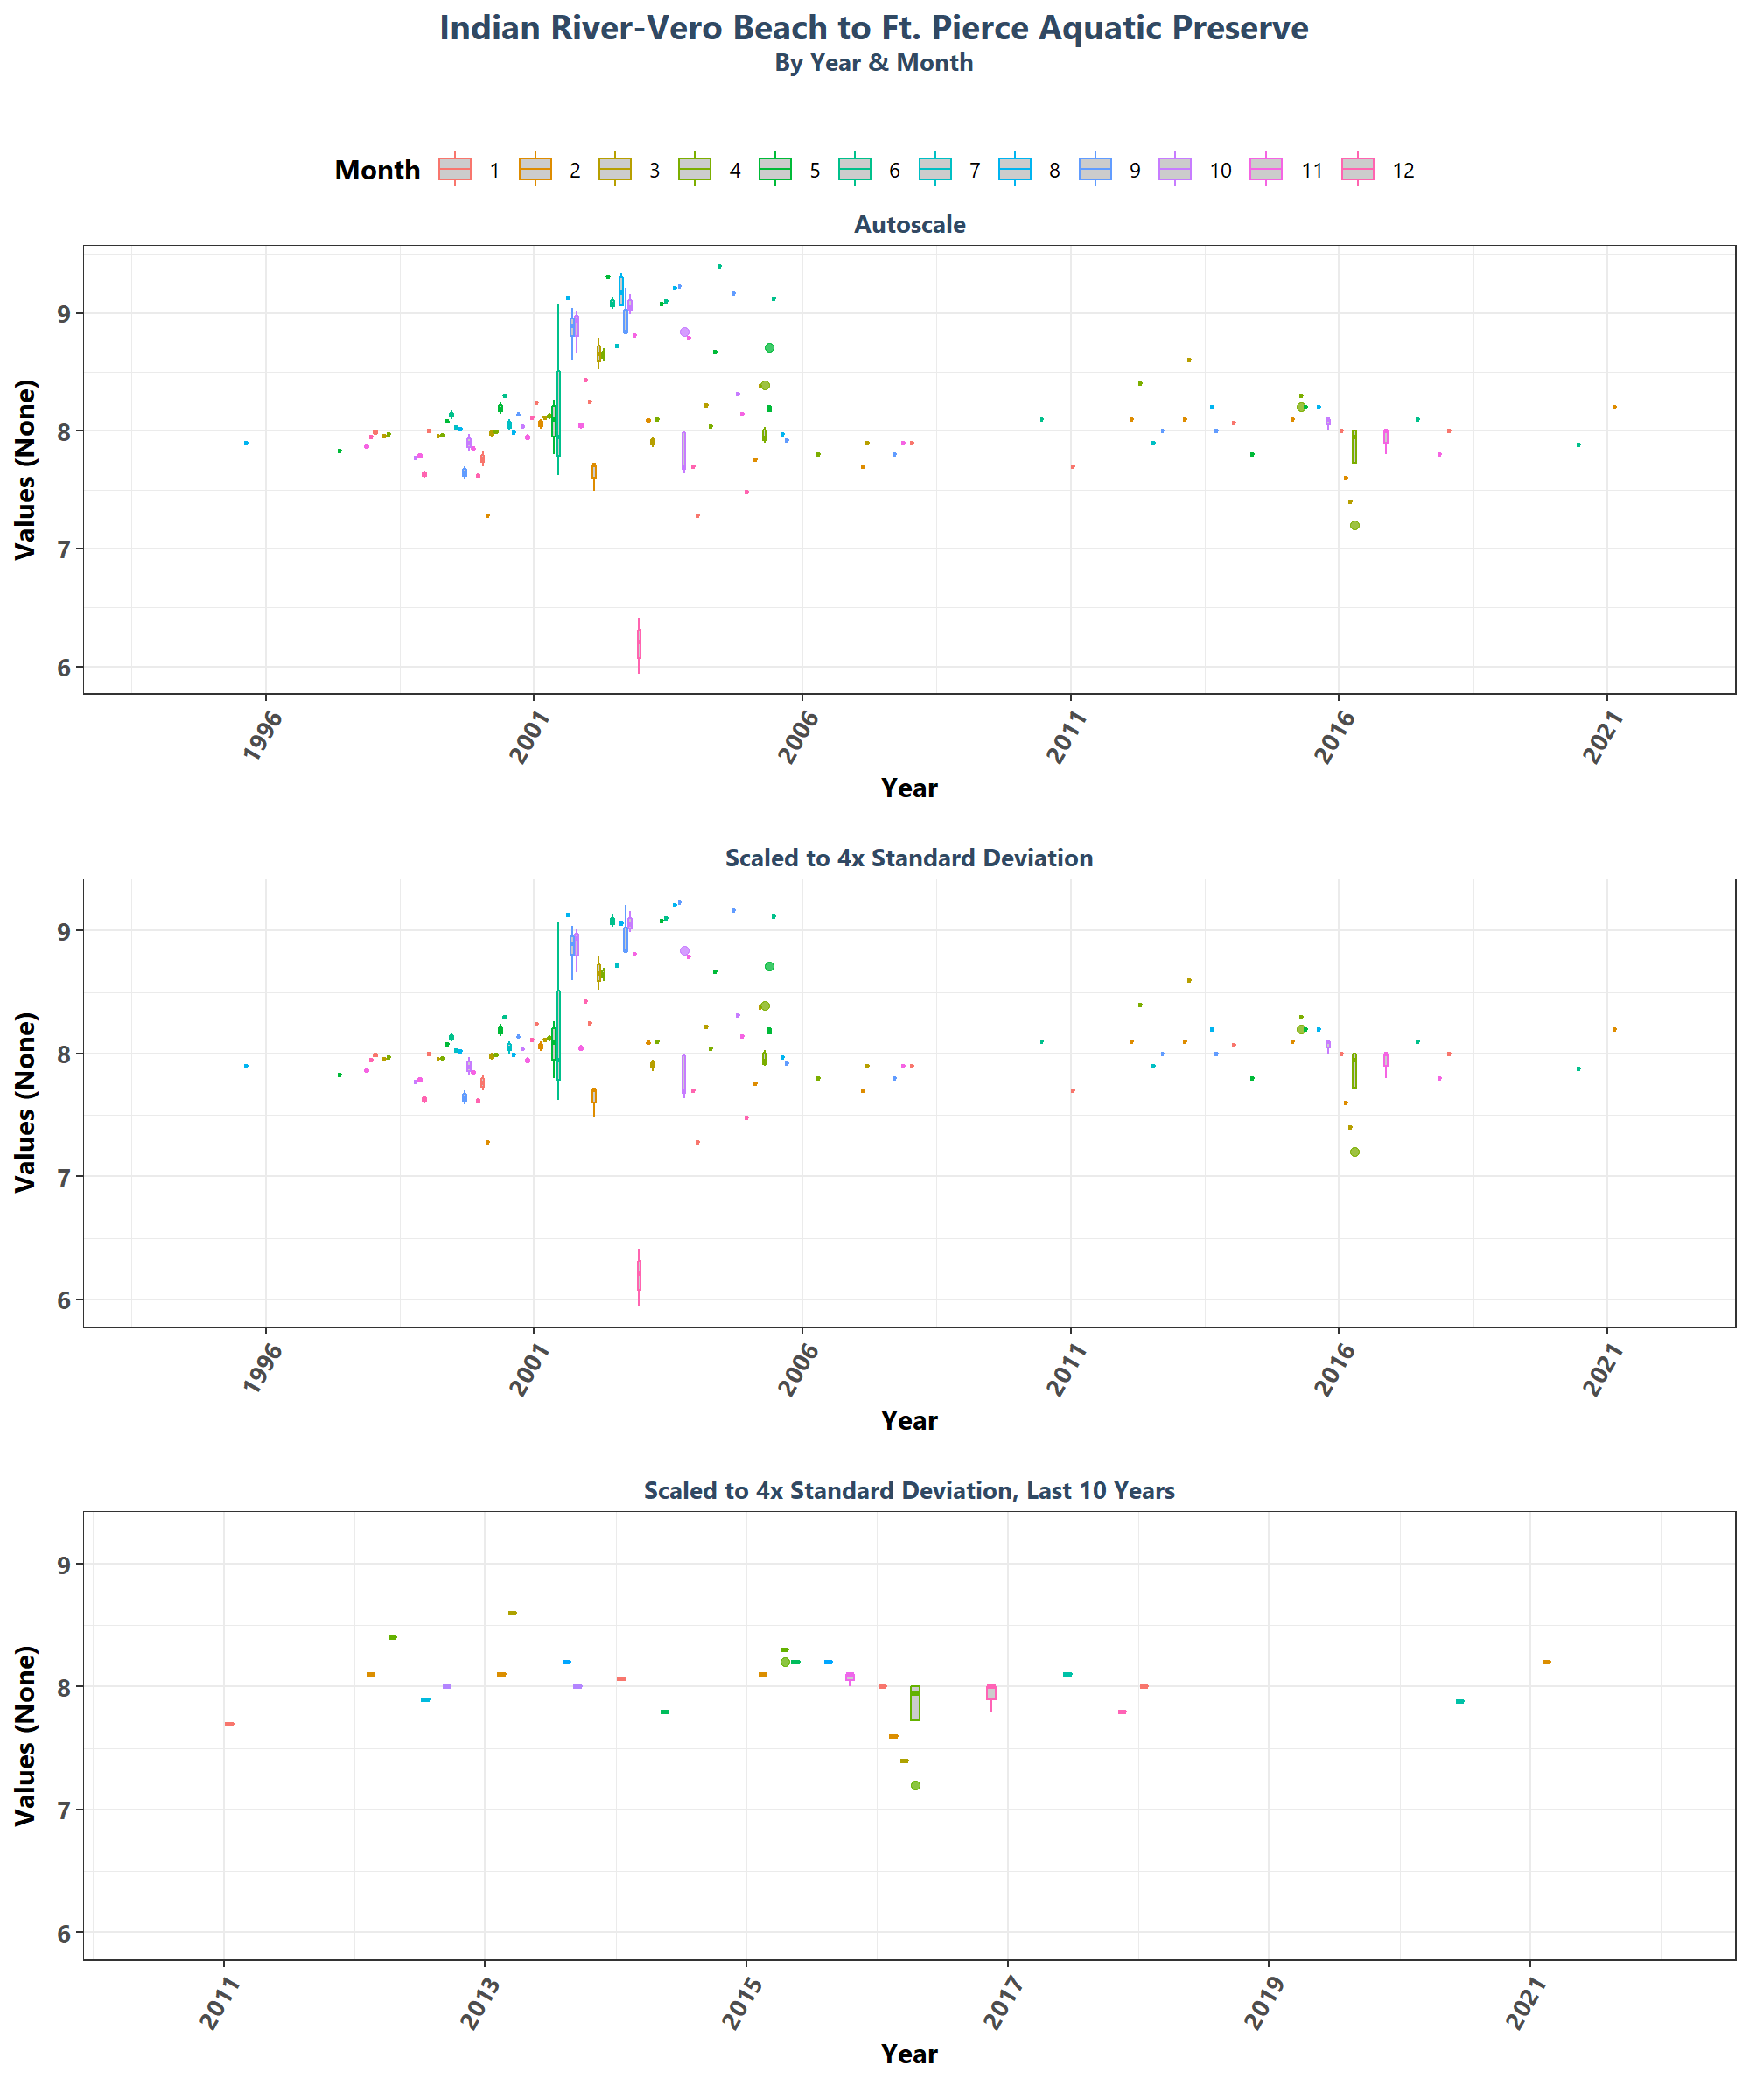 Indian River-Vero Beach to Ft. Pierce Aquatic Preserve
By Year & Month
Month 1 2 3 4 5 6 7 8 9 10 11 12
Autoscale
Values (None)
9
8
7
6
1996 2001 2006 2011 2016 2021
Year
Scaled to 4x Standard Deviation
Values (None)
9
8
7
6
1996 2001 2006 2011 2016 2021
Year
Scaled to 4x Standard Deviation, Last 10 Years
Values (None)
9
8
7
6
2011 2013 2015 2017 2019 2021
Year